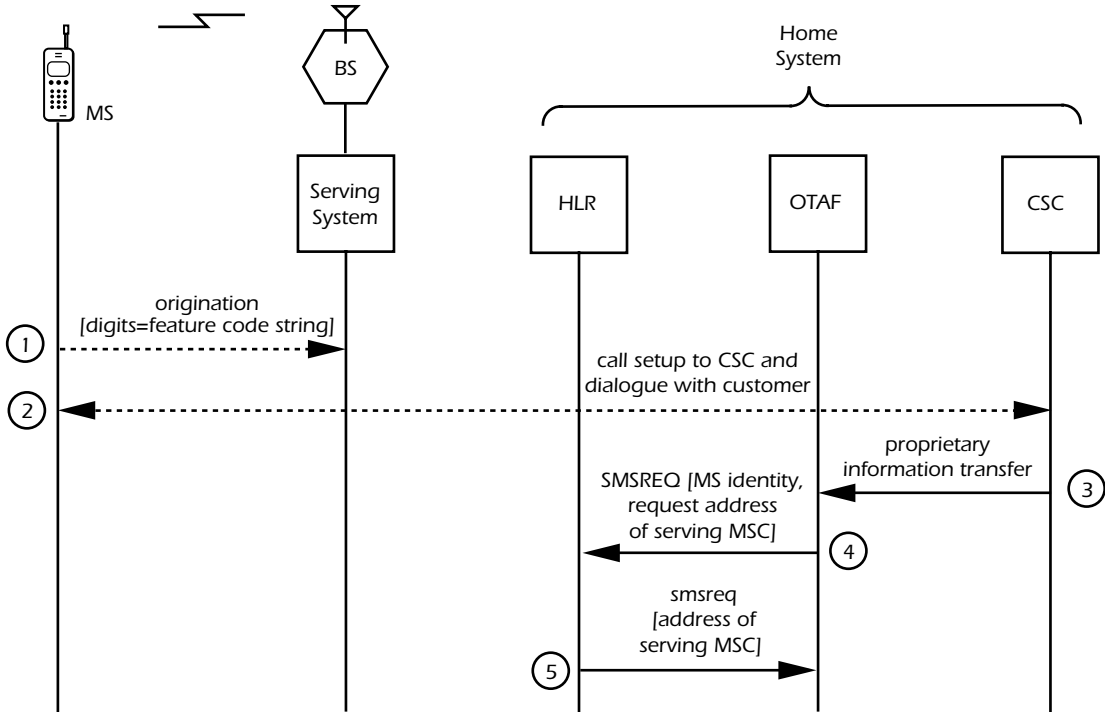 Home
System
BS
MS
Serving
System
HLR
OTAF
CSC
origination
[digits=feature code string]
1
call setup to CSC and
dialogue with customer
2
proprietary
information transfer
3
SMSREQ [MS identity,
request address
of serving MSC]
4
smsreq
[address of
serving MSC]
5